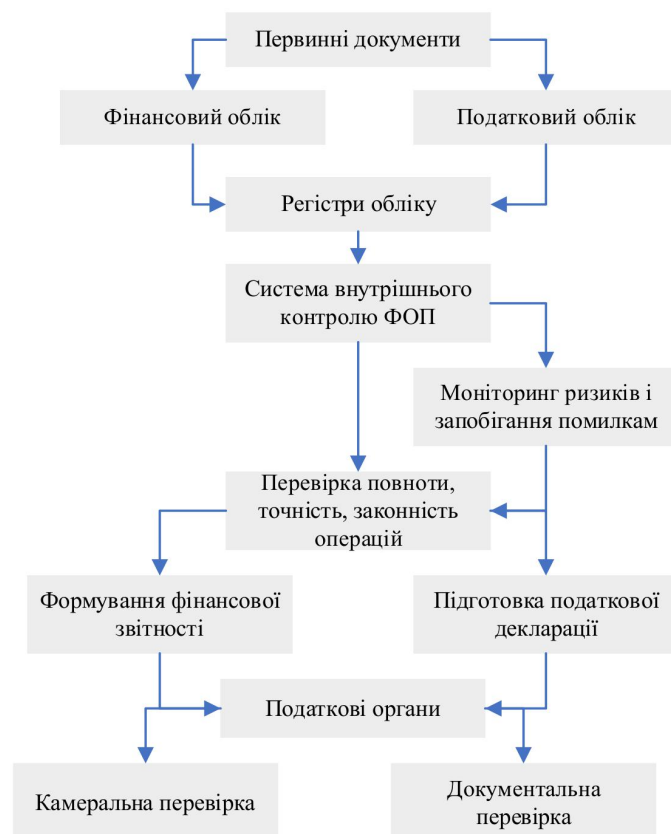 Первинні документи
Фінансовий облік
Податковий облік
Регістри обліку
Система внутрішнього
контролю ФОП
Моніторинг ризиків і
запобігання помилкам
Перевірка повноти,
точність, законність
операцій
Формування фінансової
звітності
Підготовка податкової
декларації
Податкові органи
Камеральна перевірка
Документальна
перевірка